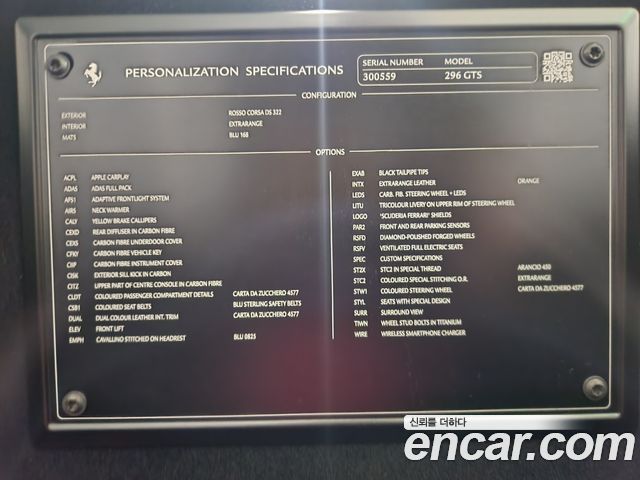 PERSONALIZATION SPECIFICATIONS
SERIAL NUMBER MODEL
300559 296 GTS
CONFIGURATION
EXTERIOR ROSSO CORSA DS 322
INTERIOR EXTRARANGE
MATS BLU 168
OPTIONS
ACPL APPLE CARPLAY
ADAS ADAS FULL PACK
AFS1 ADAPTIVE FRONTLIGHT SYSTEM
AIRS NECK WARMER
CALY YELLOW BRAKE CALLIPERS
CEXD REAR DIFFUSER IN CARBON FIBRE
CEXS CARBON FIBRE UNDERDOOR COVER
CFKY CARBON FIBRE VEHICLE KEY
CIIP CARBON FIBRE INSTRUMENT COVER
CISK EXTERIOR SILL KICK IN CARBON
CITZ UPPER PART OF CENTRE CONSOLE IN CARBON FIBRE
CLDT COLOURED PASSENGER COMPARTMENT DETAILS CARTA DA ZUCCHERO 4577
CSB1 COLOURED SEAT BELTS BLU STERLING SAFETY BELTS
DUAL DUAL COLOUR LEATHER INT. TRIM CARTA DA ZUCCHERO 4577
ELEV FRONT LIFT
EMPH CAVALLINO STITCHED ON HEADREST BLU 0825
EXAB BLACK TAILPIPE TIPS
INTX EXTRARANGE LEATHER ORANGE
LEDS CARB. FIB. STEERING WHEEL + LEDS
LITU TRICOLOUR LIVERY ON UPPER RIM OF STEERING WHEEL
LOGO "SCUDERIA FERRARI" SHIELDS
PAR2 FRONT AND REAR PARKING SENSORS
RSFD DIAMOND-POLISHED FORGED WHEELS
RSFV VENTILATED FULL ELECTRIC SEATS
SPEC CUSTOM SPECIFICATIONS
ST2X STC2 IN SPECIAL THREAD ARANCIO 450
STC2 COLOURED SPECIAL STITCHING O.R. EXTRARANGE
STW1 COLOURED STEERING WHEEL CARTA DA ZUCCHERO 4577
STYL SEATS WITH SPECIAL DESIGN
SURR SURROUND VIEW
TIWN WHEEL STUD BOLTS IN TITANIUM
WIRE WIRELESS SMARTPHONE CHARGER
신뢰를 더하다
encar.com